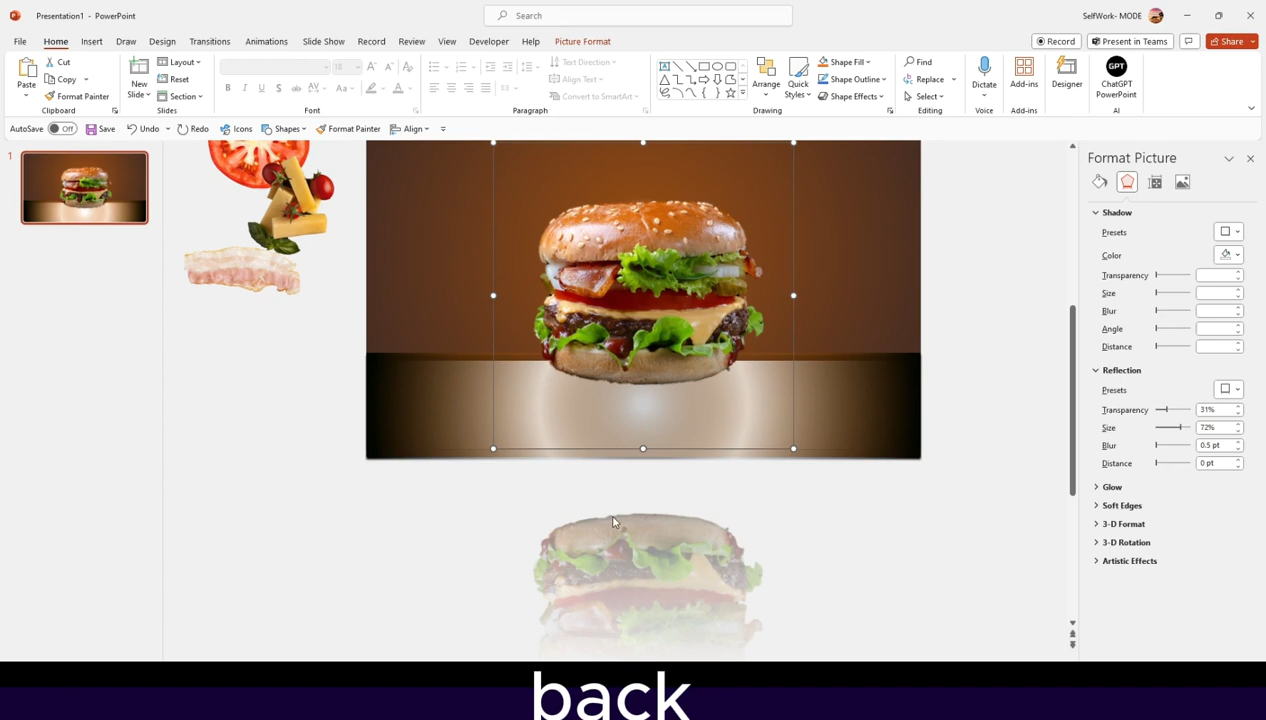 Presentation1 - PowerPoint
Search
SelfWork- MODE
File Home Insert Draw Design Transitions Animations Slide Show Record Review View Developer Help Picture Format
Record
Present in Teams
Share
Paste
Cut
Copy
Format Painter
Clipboard
New
Slide
Layout
Reset
Section
Slides
18
Font
Text Direction
Align Text
Convert to SmartArt
Paragraph
Arrange
Quick
Styles
Shape Fill
Shape Outline
Shape Effects
Drawing
Find
Replace
Select
Editing
Dictate
Voice
Add-ins
Add-ins
Designer
GPT
ChatGPT
PowerPoint
AI
AutoSave Off Save Undo Redo Icons Shapes Format Painter Align
1
Format Picture
Shadow
Presets
Color
Transparency
Size
Blur
Angle
Distance
Reflection
Presets
Transparency 31%
Size 72%
Blur 0.5 pt
Distance 0 pt
Glow
Soft Edges
3-D Format
3-D Rotation
Artistic Effects
back